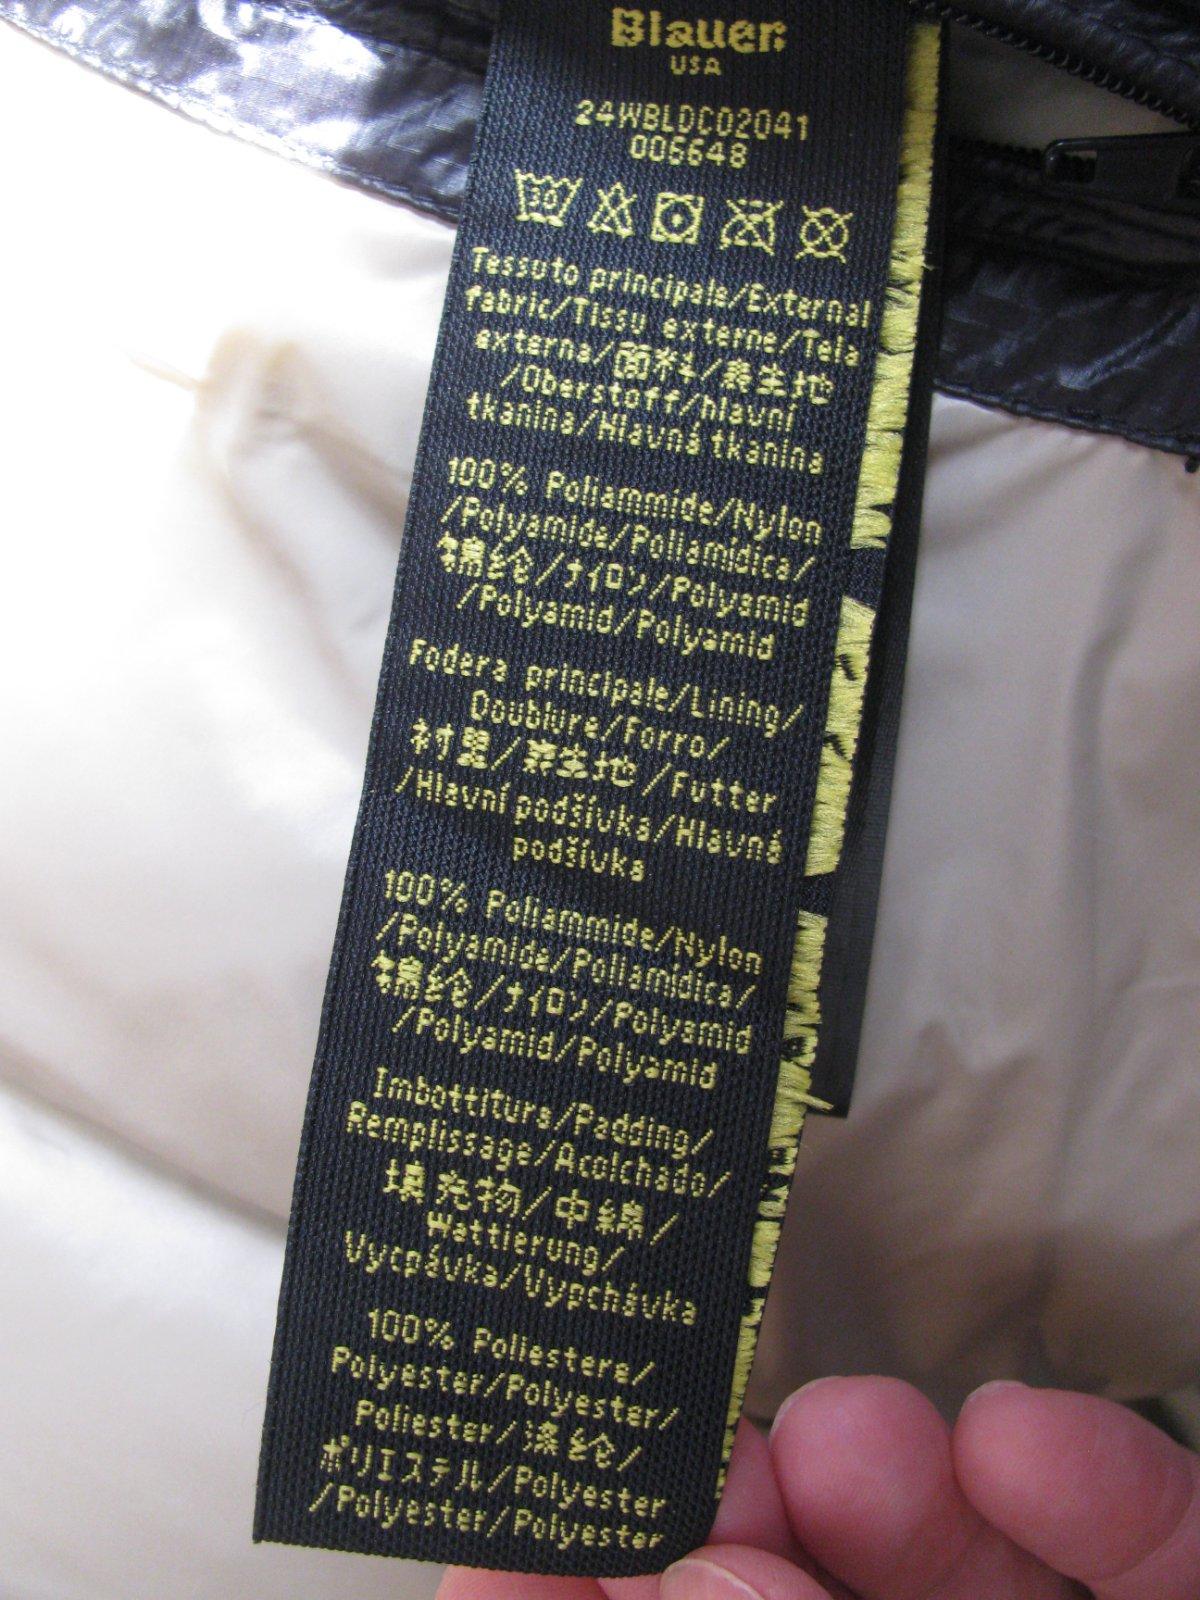 Blauer.
USA
24WBLDC02041
006648
30
Tessuto principale/External
fabric/Tissu externe/Tela
externa/面料/表生地
/Oberstoff/hlavní
tkanina/Hlavná tkanina
100% Poliammide/Nylon
/Polyamide/Poliamídica/
锦纶/ナイロン/Polyamid
/Polyamid/Polyamid
Fodera principale/Lining/
Doublure/Forro/
衬里/裏生地/Futter
/Hlavní podšívka/Hlavná
podšívka
100% Poliammide/Nylon
/Polyamide/Poliamídica/
锦纶/ナイロン/Polyamid
/Polyamid/Polyamid
Imbottitura/Padding/
Remplissage/Acolchado/
填充物/中綿/
Wattierung/
Vycpávka/Vypchávka
100% Poliestere/
Polyester/Polyester/
Poliester/涤纶/
ポリエステル/Polyester
/Polyester/Polyester